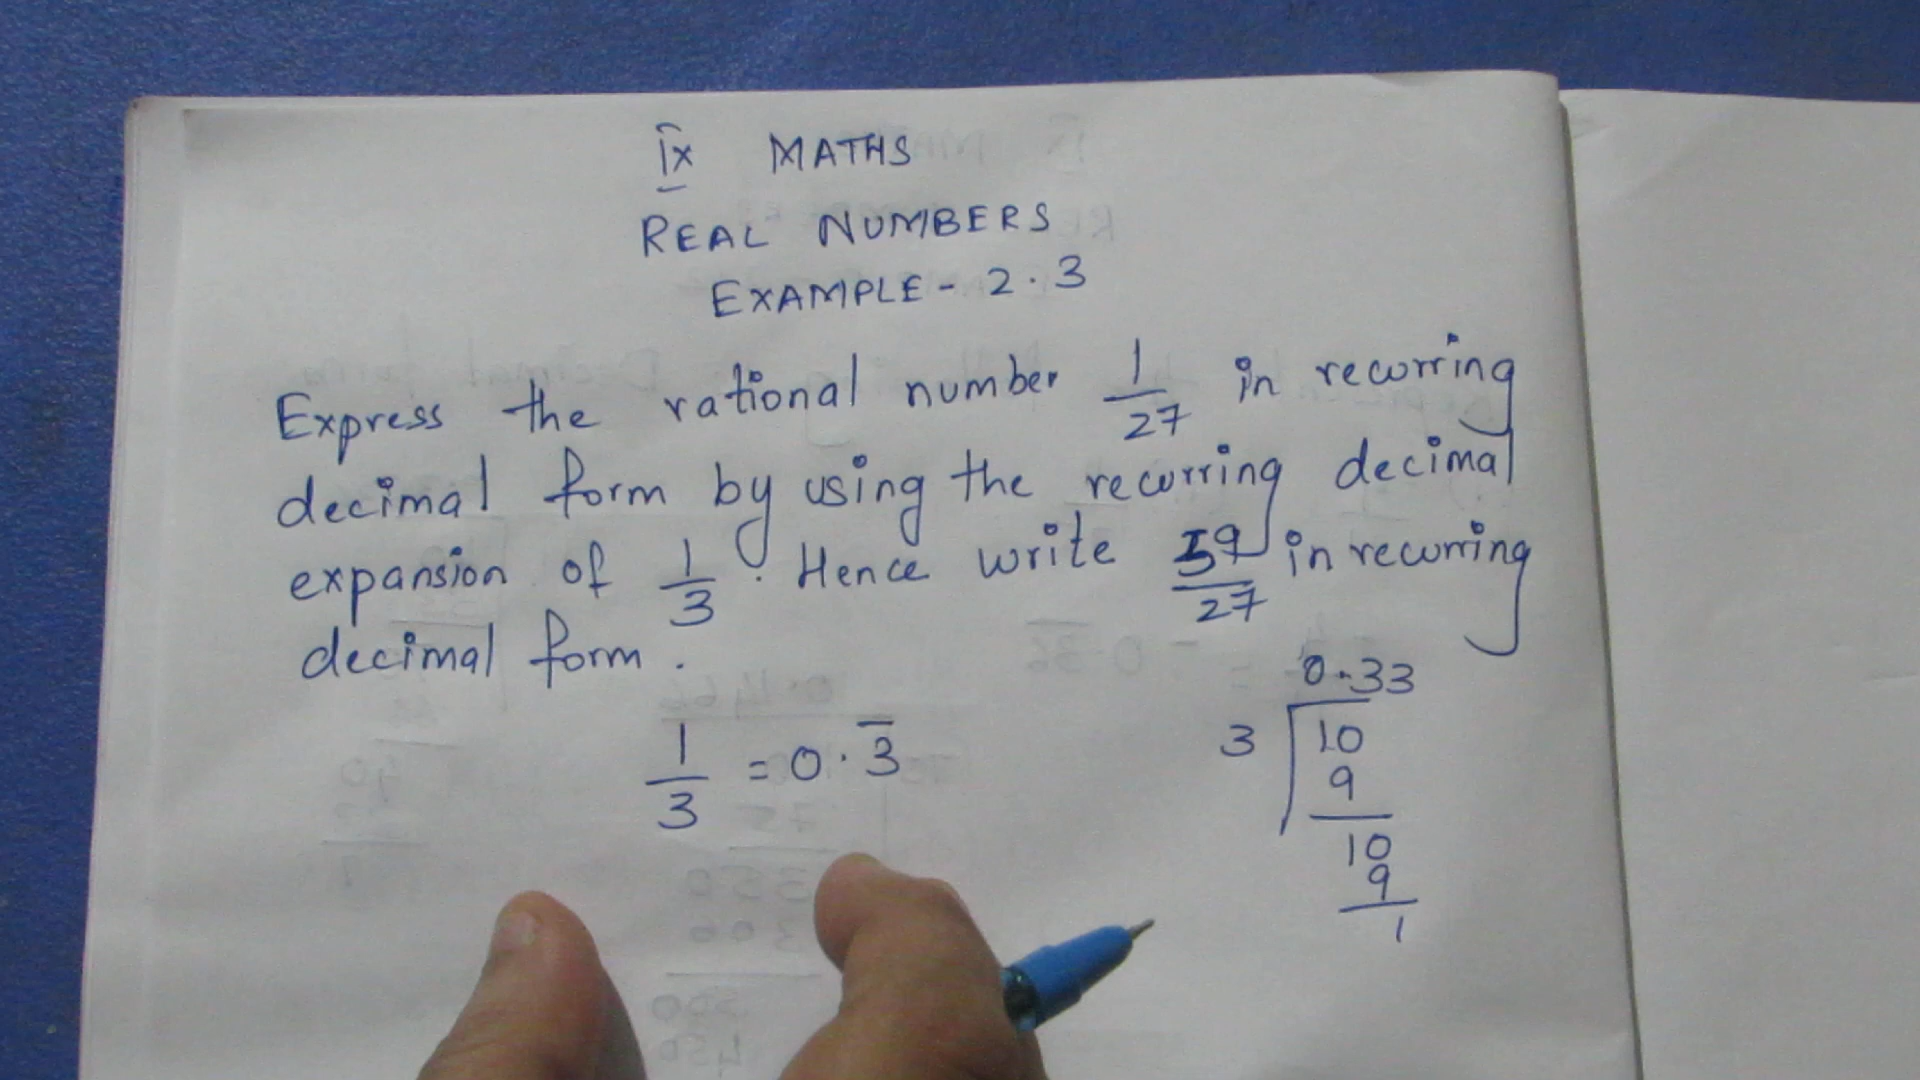 IX MATHS
REAL NUMBERS
EXAMPLE - 2.3
Express the rational number 1/27 in recurring
decimal form by using the recurring decimal
expansion of 1/3. Hence write 59/27 in recurring
decimal form.
1/3 = 0.3̅
0.33
3 10
9
10
9
1